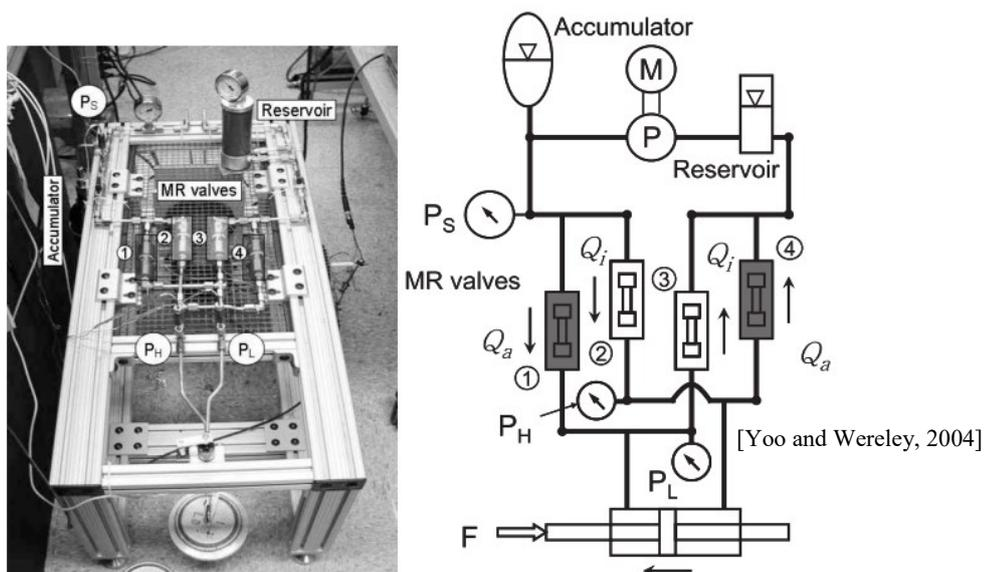 P_S
Reservoir
Accumulator
MR valves
① ② ③ ④
P_H P_L
Accumulator
M
P
Reservoir
P_S
MR valves
Q_i
Q_i
③
④
Q_a
①
②
Q_a
P_H
P_L
[Yoo and Wereley, 2004]
F